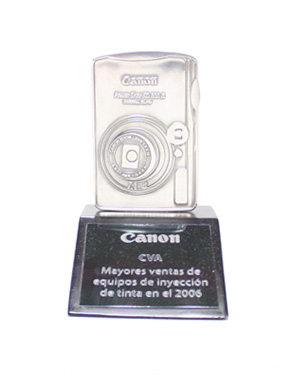 Canon
Canon
CVA
Mayores ventas de
equipos de inyección
de tinta en el 2006